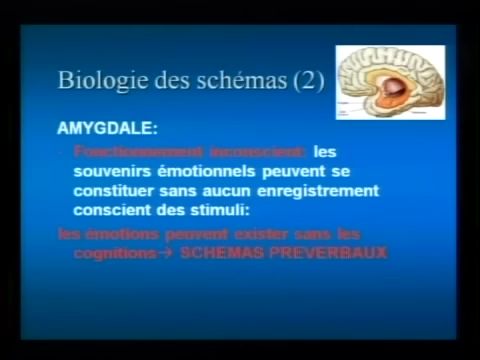 Biologie des schémas (2)
AMYGDALE:
- Fonctionnement inconscient: les
souvenirs émotionnels peuvent se
constituer sans aucun enregistrement
conscient des stimuli:
les émotions peuvent exister sans les
cognitions→ SCHEMAS PREVERBAUX